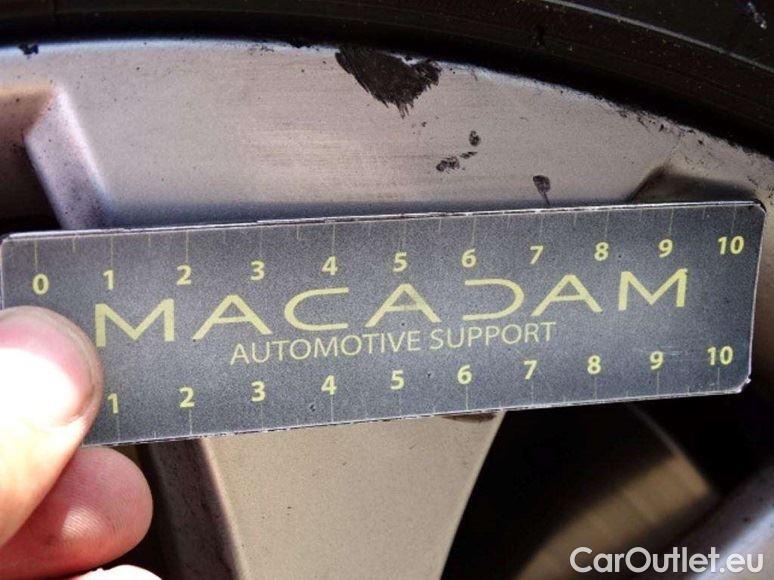 0 1 2 3 4 5 6 7 8 9 10
MACADAM
AUTOMOTIVE SUPPORT
1 2 3 4 5 6 7 8 9 10
CarOutlet.eu